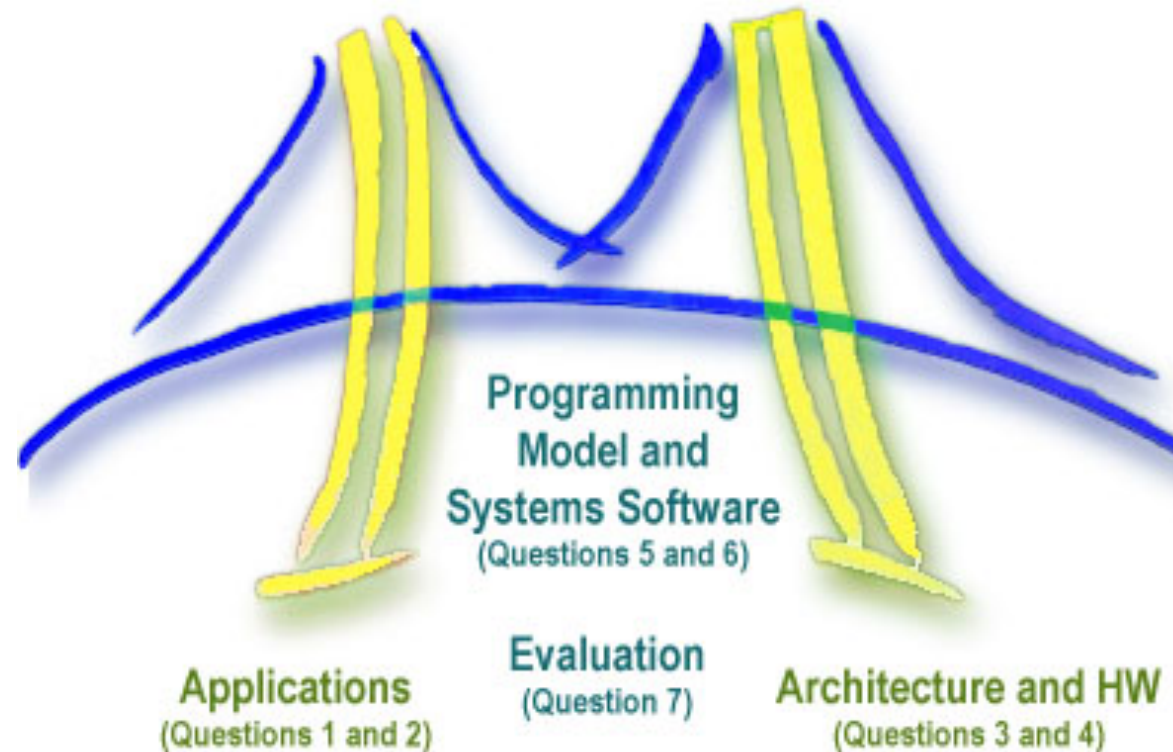 Programming
Model and
Systems Software
(Questions 5 and 6)
Evaluation
(Question 7)
Applications
(Questions 1 and 2)
Architecture and HW
(Questions 3 and 4)